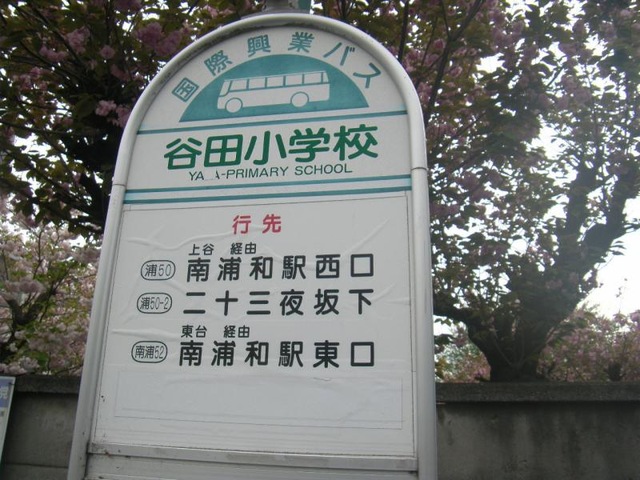 国際興業バス
谷田小学校
PRIMARY SCHOOL
行先
上谷 経由
浦50 南浦和駅西口
浦50-2 二十三夜坂下
東台 経由
南浦52 南浦和駅東口